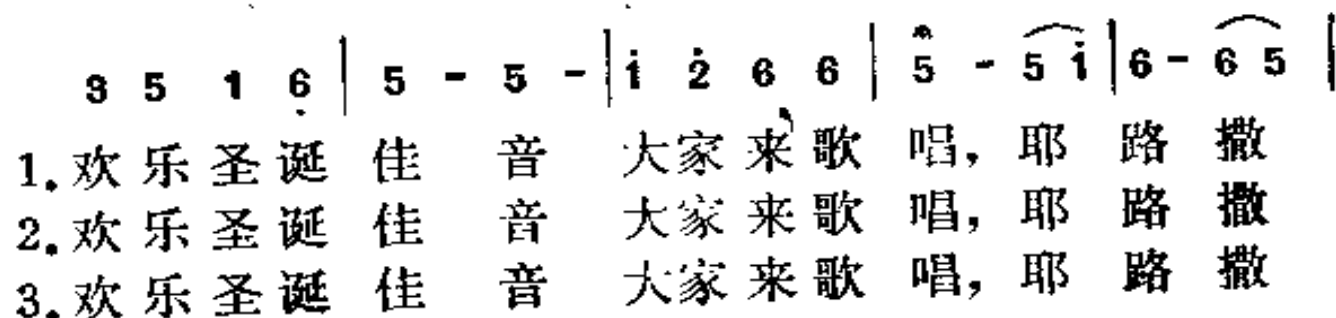 3 5 1 6̣ | 5 - 5 - | 1̇ 2̇ 6 6 | 5 - 5 1̇ | 6 - 6 5 |
1.欢乐圣诞佳音大家来歌唱,耶路撒
2.欢乐圣诞佳音大家来歌唱,耶路撒
3.欢乐圣诞佳音大家来歌唱,耶路撒